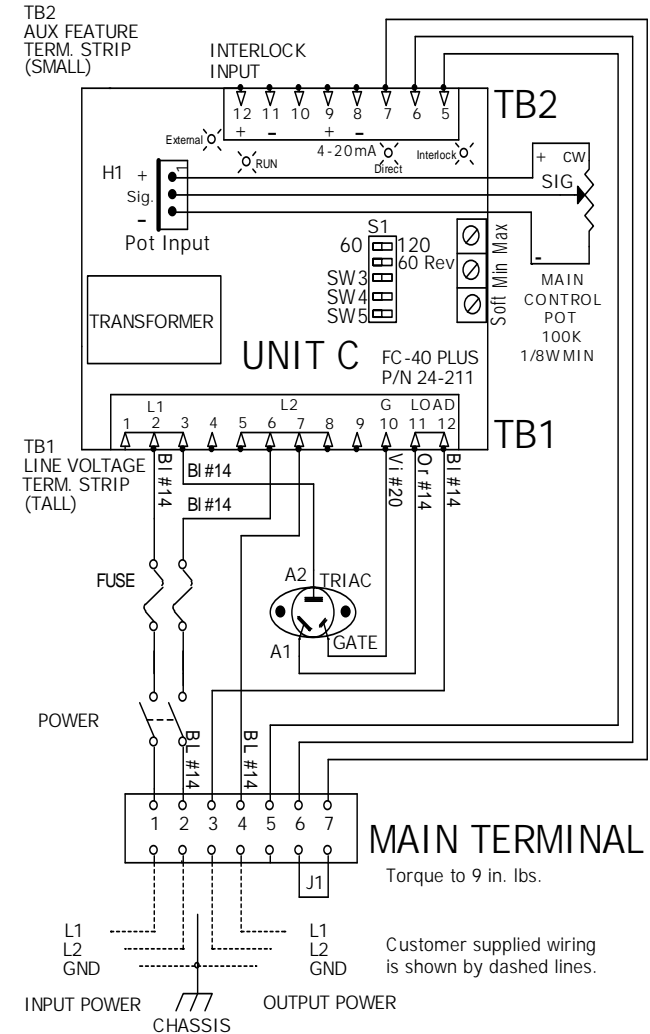 TB2
AUX FEATURE
TERM. STRIP
(SMALL)
INTERLOCK
INPUT
12 11 10 9 8 7 6 5
+ - + -
TB2
External
RUN
4-20mA
Direct
Interlock
H1 + 1
Sig.
-
Pot Input
+ CW
SIG
-
MAIN
CONTROL
POT
100K
1/8W MIN
S1
60 120
60 Rev
SW3
SW4
SW5
Soft Min Max
TRANSFORMER
UNIT C
FC-40 PLUS
P/N 24-211
L1 L2 G LOAD
1 2 3 4 5 6 7 8 9 10 11 12
TB1
TB1
LINE VOLTAGE
TERM. STRIP
(TALL)
Bl #14
Bl #14
Bl #14
Vi #20
Or #14
Bl #14
FUSE
A2 TRIAC
A1 GATE
POWER
BL #14
BL #14
1 2 3 4 5 6 7
MAIN TERMINAL
J1
Torque to 9 in. lbs.
L1
L2
GND
L1
L2
GND
Customer supplied wiring
is shown by dashed lines.
INPUT POWER
OUTPUT POWER
CHASSIS